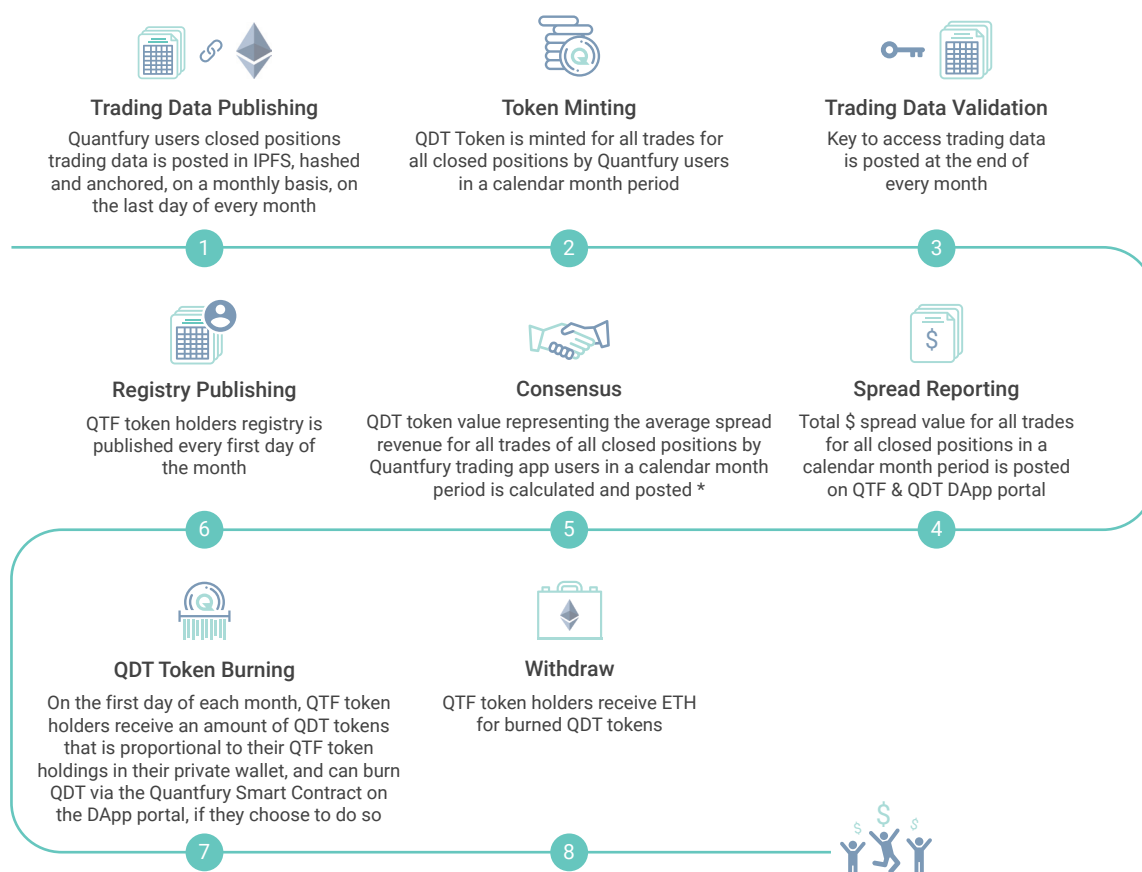 Trading Data Publishing
Quantfury users closed positions
trading data is posted in IPFS, hashed
and anchored, on a monthly basis, on
the last day of every month
1
Token Minting
QDT Token is minted for all trades for
all closed positions by Quantfury users
in a calendar month period
2
Trading Data Validation
Key to access trading data
is posted at the end of
every month
3
$
Spread Reporting
Total $ spread value for all trades
for all closed positions in a
calendar month period is posted
on QTF & QDT DApp portal
4
Consensus
QDT token value representing the average spread
revenue for all trades of all closed positions by
Quantfury trading app users in a calendar month
period is calculated and posted *
5
Registry Publishing
QTF token holders registry is
published every first day of
the month
6
QDT Token Burning
On the first day of each month, QTF token
holders receive an amount of QDT tokens
that is proportional to their QTF token
holdings in their private wallet, and can burn
QDT via the Quantfury Smart Contract on
the DApp portal, if they choose to do so
7
Withdraw
QTF token holders receive ETH
for burned QDT tokens
8
$ $ $